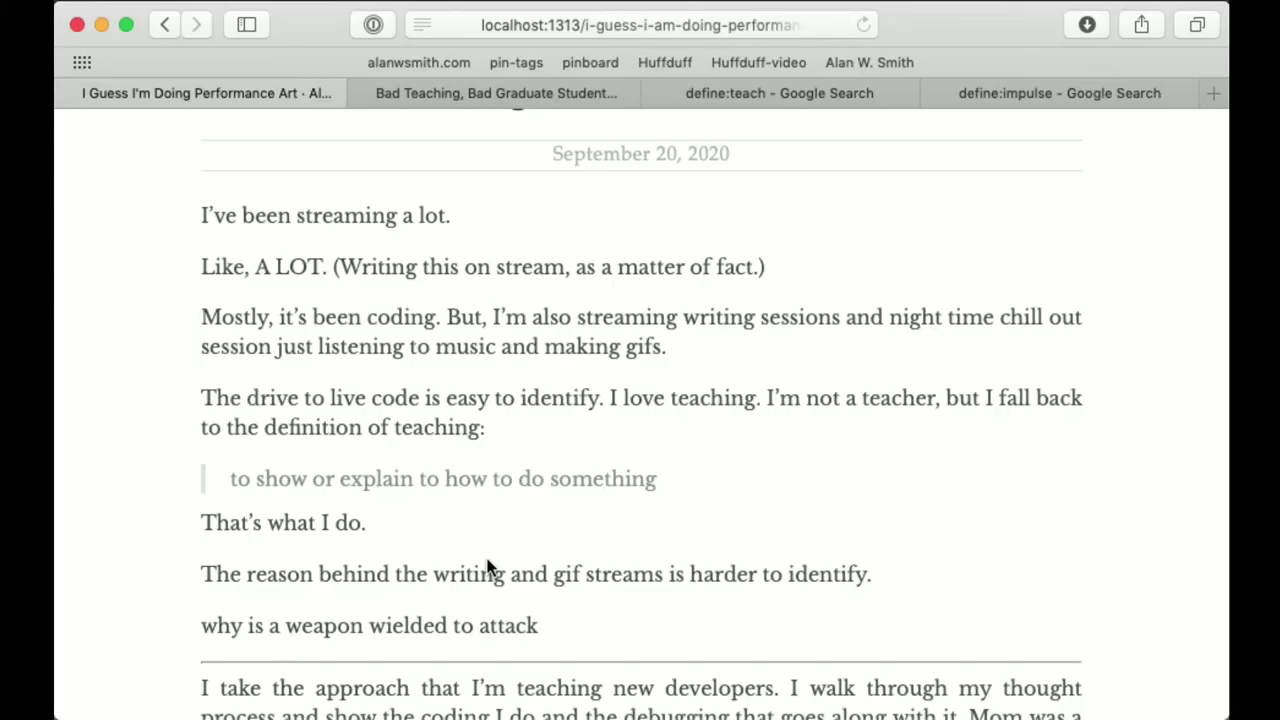 localhost:1313/i-guess-i-am-doing-performan
alanwsmith.com pin-tags pinboard Huffduff Huffduff-video Alan W. Smith
I Guess I'm Doing Performance Art · Al... Bad Teaching, Bad Graduate Student... define:teach - Google Search define:impulse - Google Search
September 20, 2020
I’ve been streaming a lot.
Like, A LOT. (Writing this on stream, as a matter of fact.)
Mostly, it’s been coding. But, I’m also streaming writing sessions and night time chill out
session just listening to music and making gifs.
The drive to live code is easy to identify. I love teaching. I’m not a teacher, but I fall back
to the definition of teaching:
to show or explain to how to do something
That’s what I do.
The reason behind the writing and gif streams is harder to identify.
why is a weapon wielded to attack
I take the approach that I’m teaching new developers. I walk through my thought
process and show the coding I do and the debugging that goes along with it. Mom was a